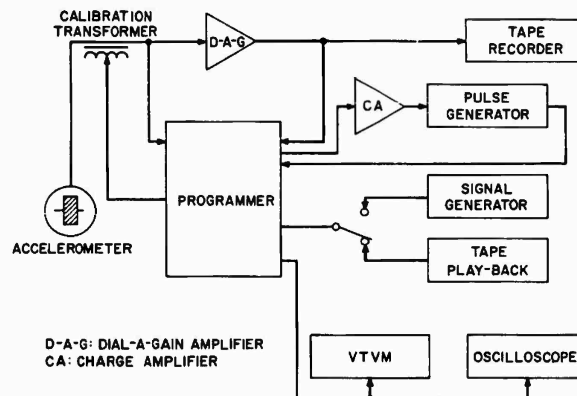 CALIBRATION
TRANSFORMER
D-A-G
TAPE
RECORDER
CA
PULSE
GENERATOR
PROGRAMMER
SIGNAL
GENERATOR
ACCELEROMETER
TAPE
PLAY-BACK
D-A-G: DIAL-A-GAIN AMPLIFIER
CA: CHARGE AMPLIFIER
VTVM
OSCILLOSCOPE